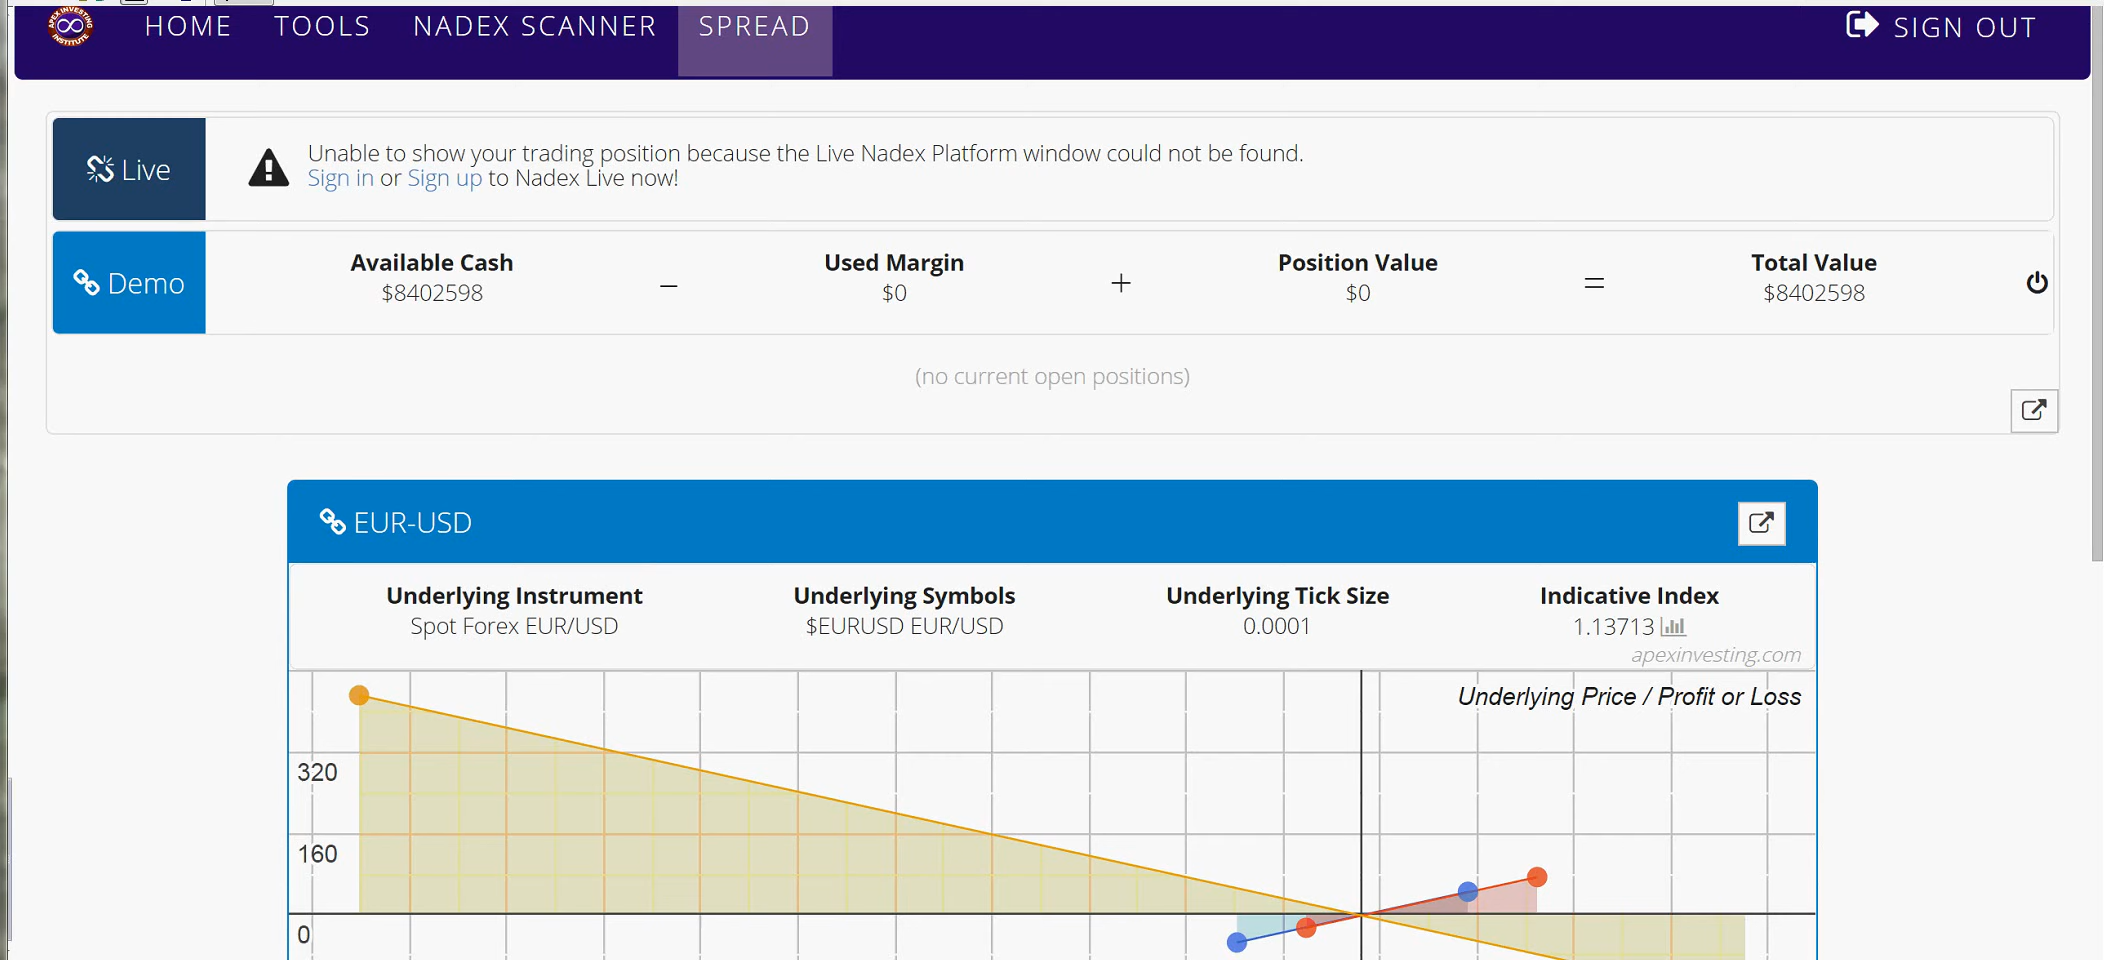 APEX INVESTING INSTITUTE
HOME TOOLS NADEX SCANNER SPREAD SIGN OUT
Live
Unable to show your trading position because the Live Nadex Platform window could not be found.
Sign in or Sign up to Nadex Live now!
Demo
Available Cash Used Margin Position Value Total Value
$8402598 – $0 + $0 = $8402598
(no current open positions)
EUR-USD
Underlying Instrument Underlying Symbols Underlying Tick Size Indicative Index
Spot Forex EUR/USD $EURUSD EUR/USD 0.0001 1.13713
apexinvesting.com
Underlying Price / Profit or Loss
320
160
0